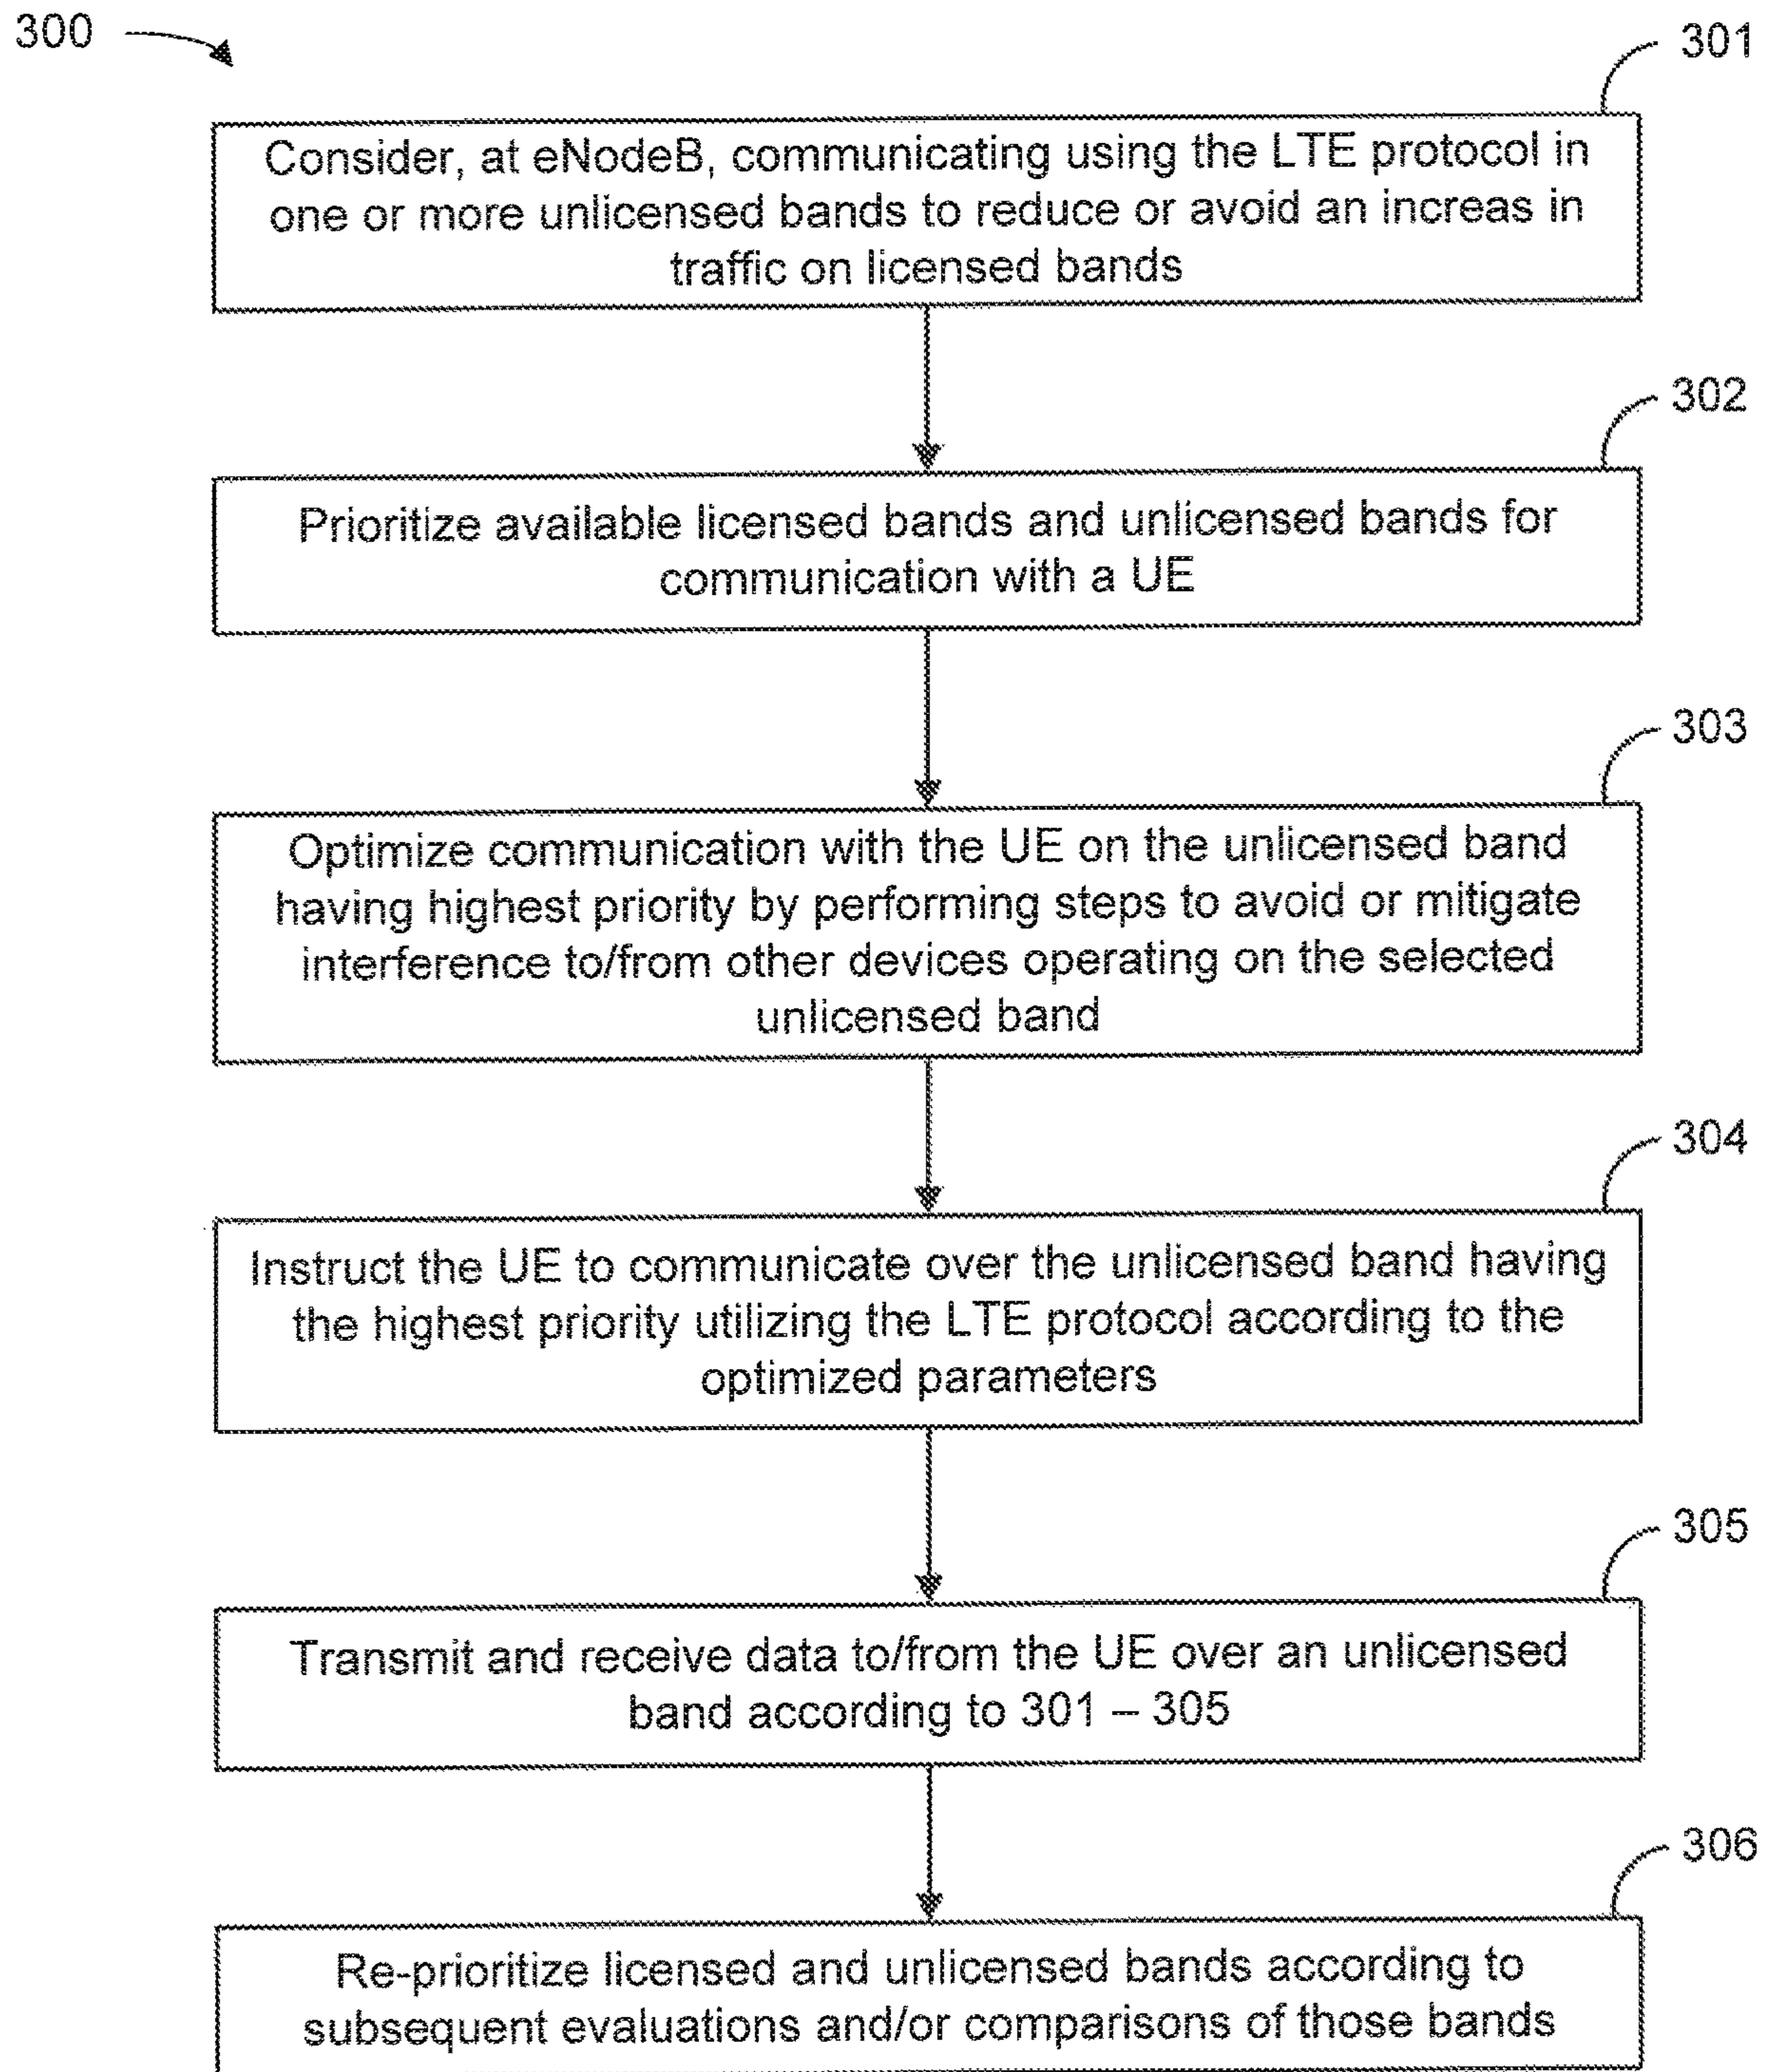 300
301
Consider, at eNodeB, communicating using the LTE protocol in
one or more unlicensed bands to reduce or avoid an increas in
traffic on licensed bands
302
Prioritize available licensed bands and unlicensed bands for
communication with a UE
303
Optimize communication with the UE on the unlicensed band
having highest priority by performing steps to avoid or mitigate
interference to/from other devices operating on the selected
unlicensed band
304
Instruct the UE to communicate over the unlicensed band having
the highest priority utilizing the LTE protocol according to the
optimized parameters
305
Transmit and receive data to/from the UE over an unlicensed
band according to 301 – 305
306
Re-prioritize licensed and unlicensed bands according to
subsequent evaluations and/or comparisons of those bands